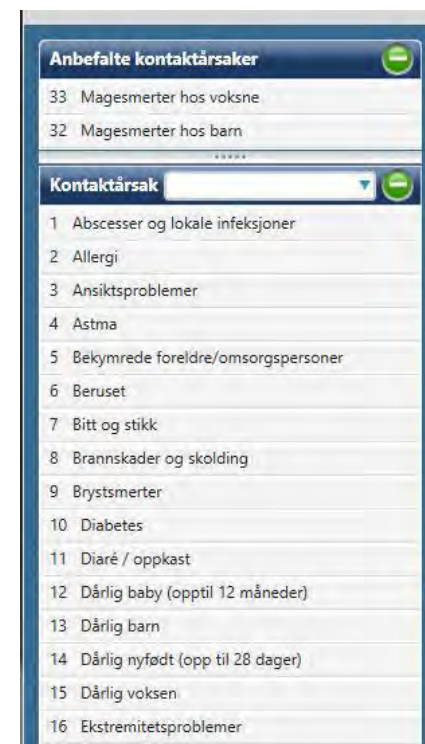 Anbefalte kontaktårsaker
33 Magesmerter hos voksne
32 Magesmerter hos barn
Kontaktårsak
1 Abscesser og lokale infeksjoner
2 Allergi
3 Ansiktsproblemer
4 Astma
5 Bekymrede foreldre/omsorgspersoner
6 Beruset
7 Bitt og stikk
8 Brannskader og skolding
9 Brystsmerter
10 Diabetes
11 Diaré / oppkast
12 Dårlig baby (opptil 12 måneder)
13 Dårlig barn
14 Dårlig nyfødt (opp til 28 dager)
15 Dårlig voksen
16 Ekstremitetsproblemer